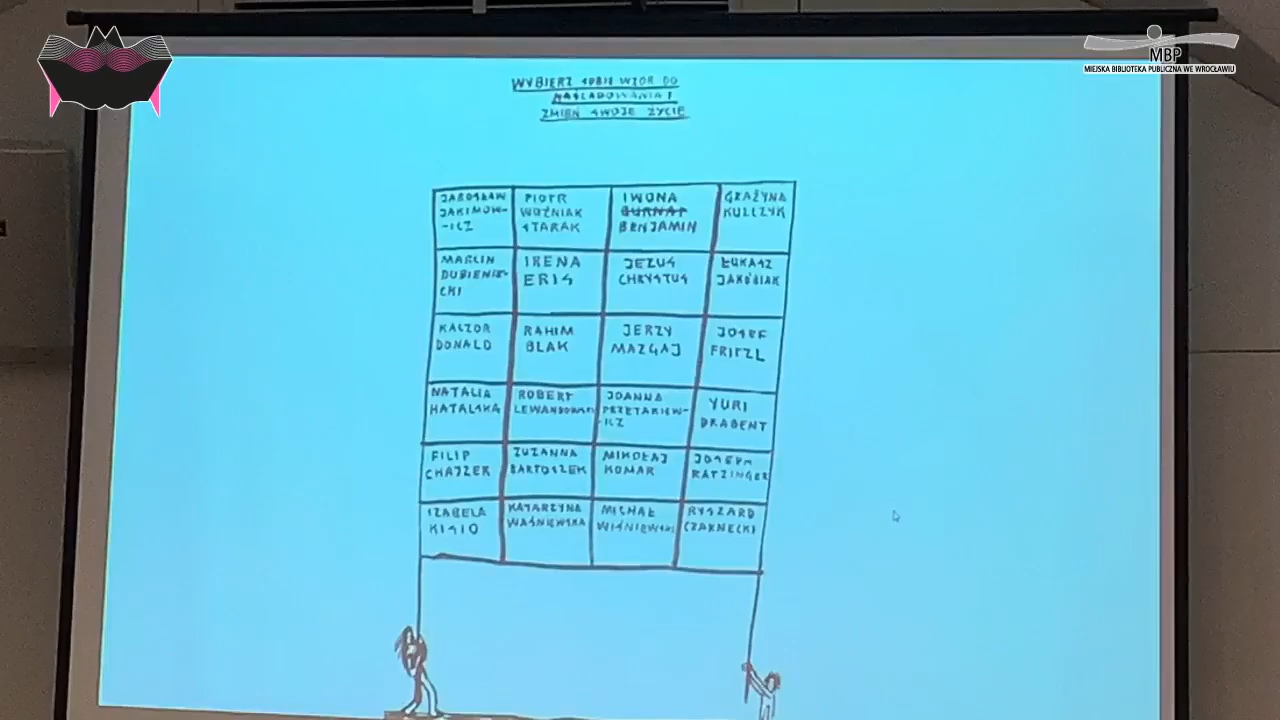 MBP
MIEJSKA BIBLIOTEKA PUBLICZNA WE WROCŁAWIU
WYBIERZ SOBIE WZÓR DO
NAŚLADOWANIA I
ZMIEŃ SWOJE ŻYCIE
JAROSŁAW
JAKIMOW-
-ICZ
PIOTR
WOŹNIAK
STARAK
IWONA
BURNAT
BENJAMIN
GRAŻYNA
KULCZYK
MARCIN
DUBIENIE-
CKI
IRENA
ERIS
JEZUS
CHRYSTUS
ŁUKASZ
JAKÓBIAK
KACZOR
DONALD
RAHIM
BLAK
JERZY
MAZGAJ
JOSEF
FRITZL
NATALIA
HATALSKA
ROBERT
LEWANDOWSKI
JOANNA
PRZETAKIEW-
-ICZ
YURI
DRABENT
FILIP
CHAJZER
ZUZANNA
BARTOSZEK
MIKOŁAJ
KOMAR
JOSEPH
RATZINGER
IZABELA
KISIO
KATARZYNA
WAŚNIEWSKA
MICHAŁ
WIŚNIEWSKI
RYSZARD
CZARNECKI